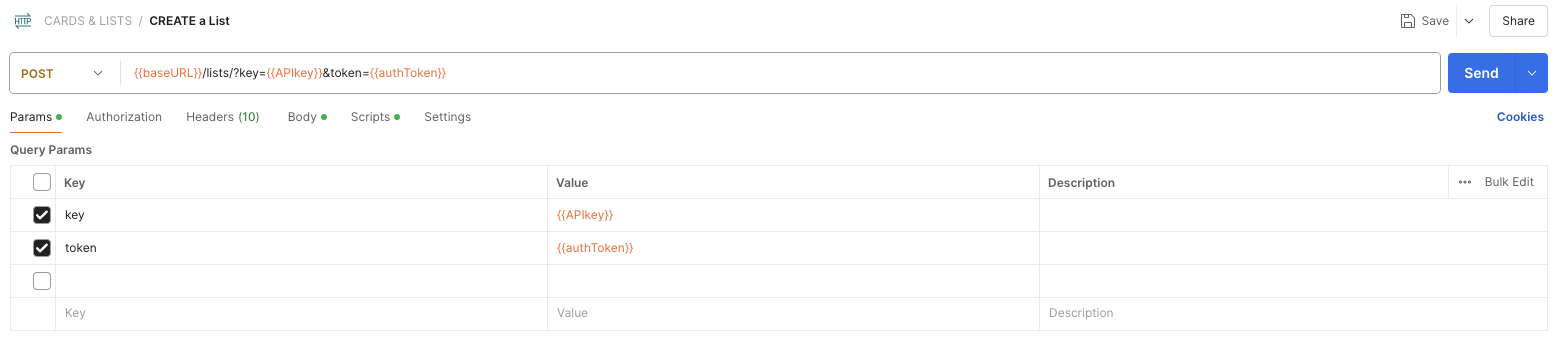 HTTP CARDS & LISTS / CREATE a List Save Share
POST {{baseURL}}/lists/?key={{APIkey}}&token={{authToken}} Send
Params Authorization Headers (10) Body Scripts Settings Cookies
Query Params
Key Value Description ••• Bulk Edit
key {{APIkey}}
token {{authToken}}
Key Value Description